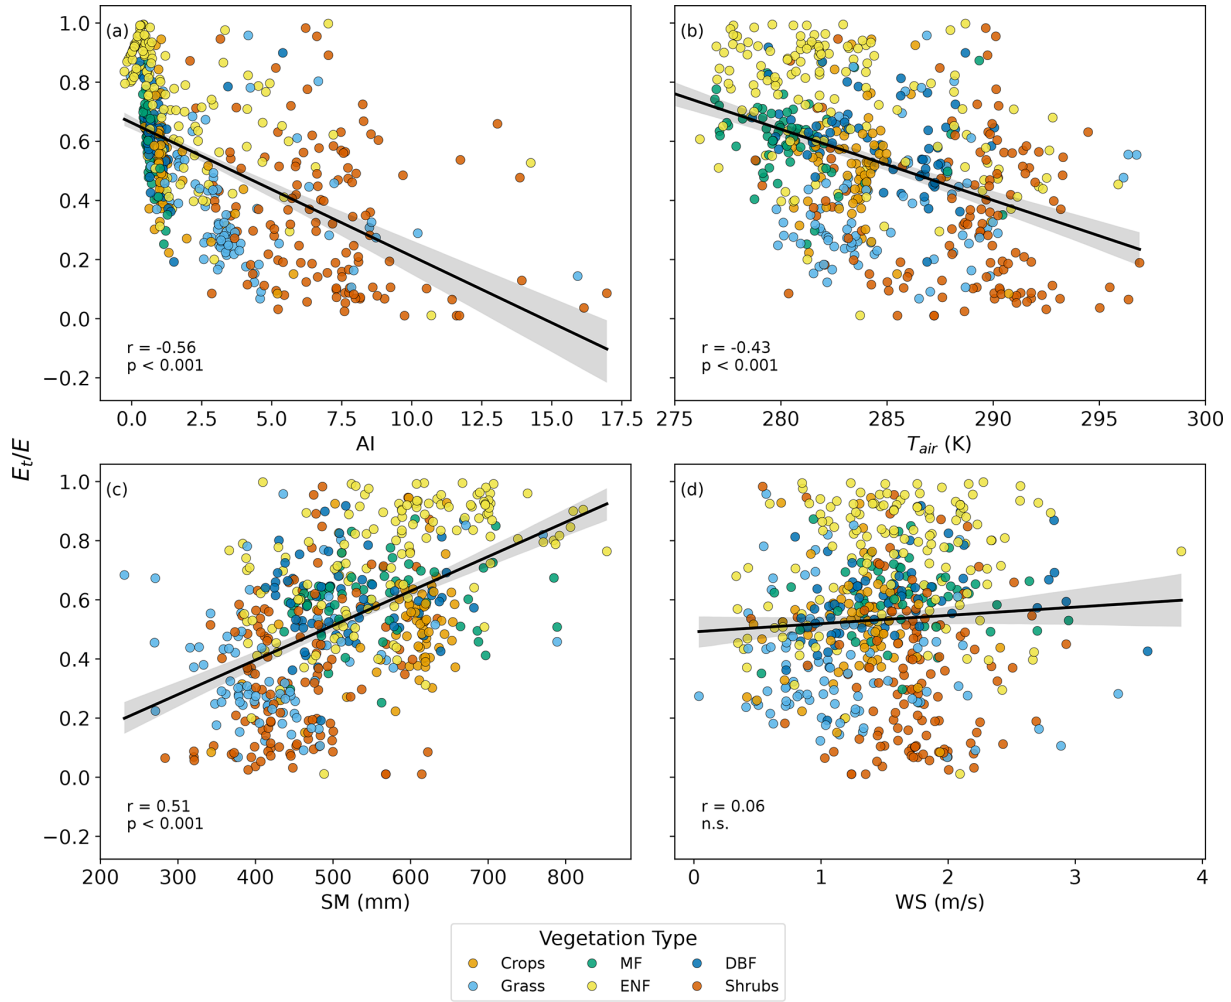 (a)
1.0
0.8
0.6
0.4
0.2
0.0
−0.2
r = -0.56
p < 0.001
0.0 2.5 5.0 7.5 10.0 12.5 15.0 17.5
AI
(b)
r = -0.43
p < 0.001
275 280 285 290 295 300
T_air (K)
E_t/E
(c)
1.0
0.8
0.6
0.4
0.2
0.0
−0.2
r = 0.51
p < 0.001
200 300 400 500 600 700 800
SM (mm)
(d)
r = 0.06
n.s.
0 1 2 3 4
WS (m/s)
Vegetation Type
Crops MF DBF
Grass ENF Shrubs